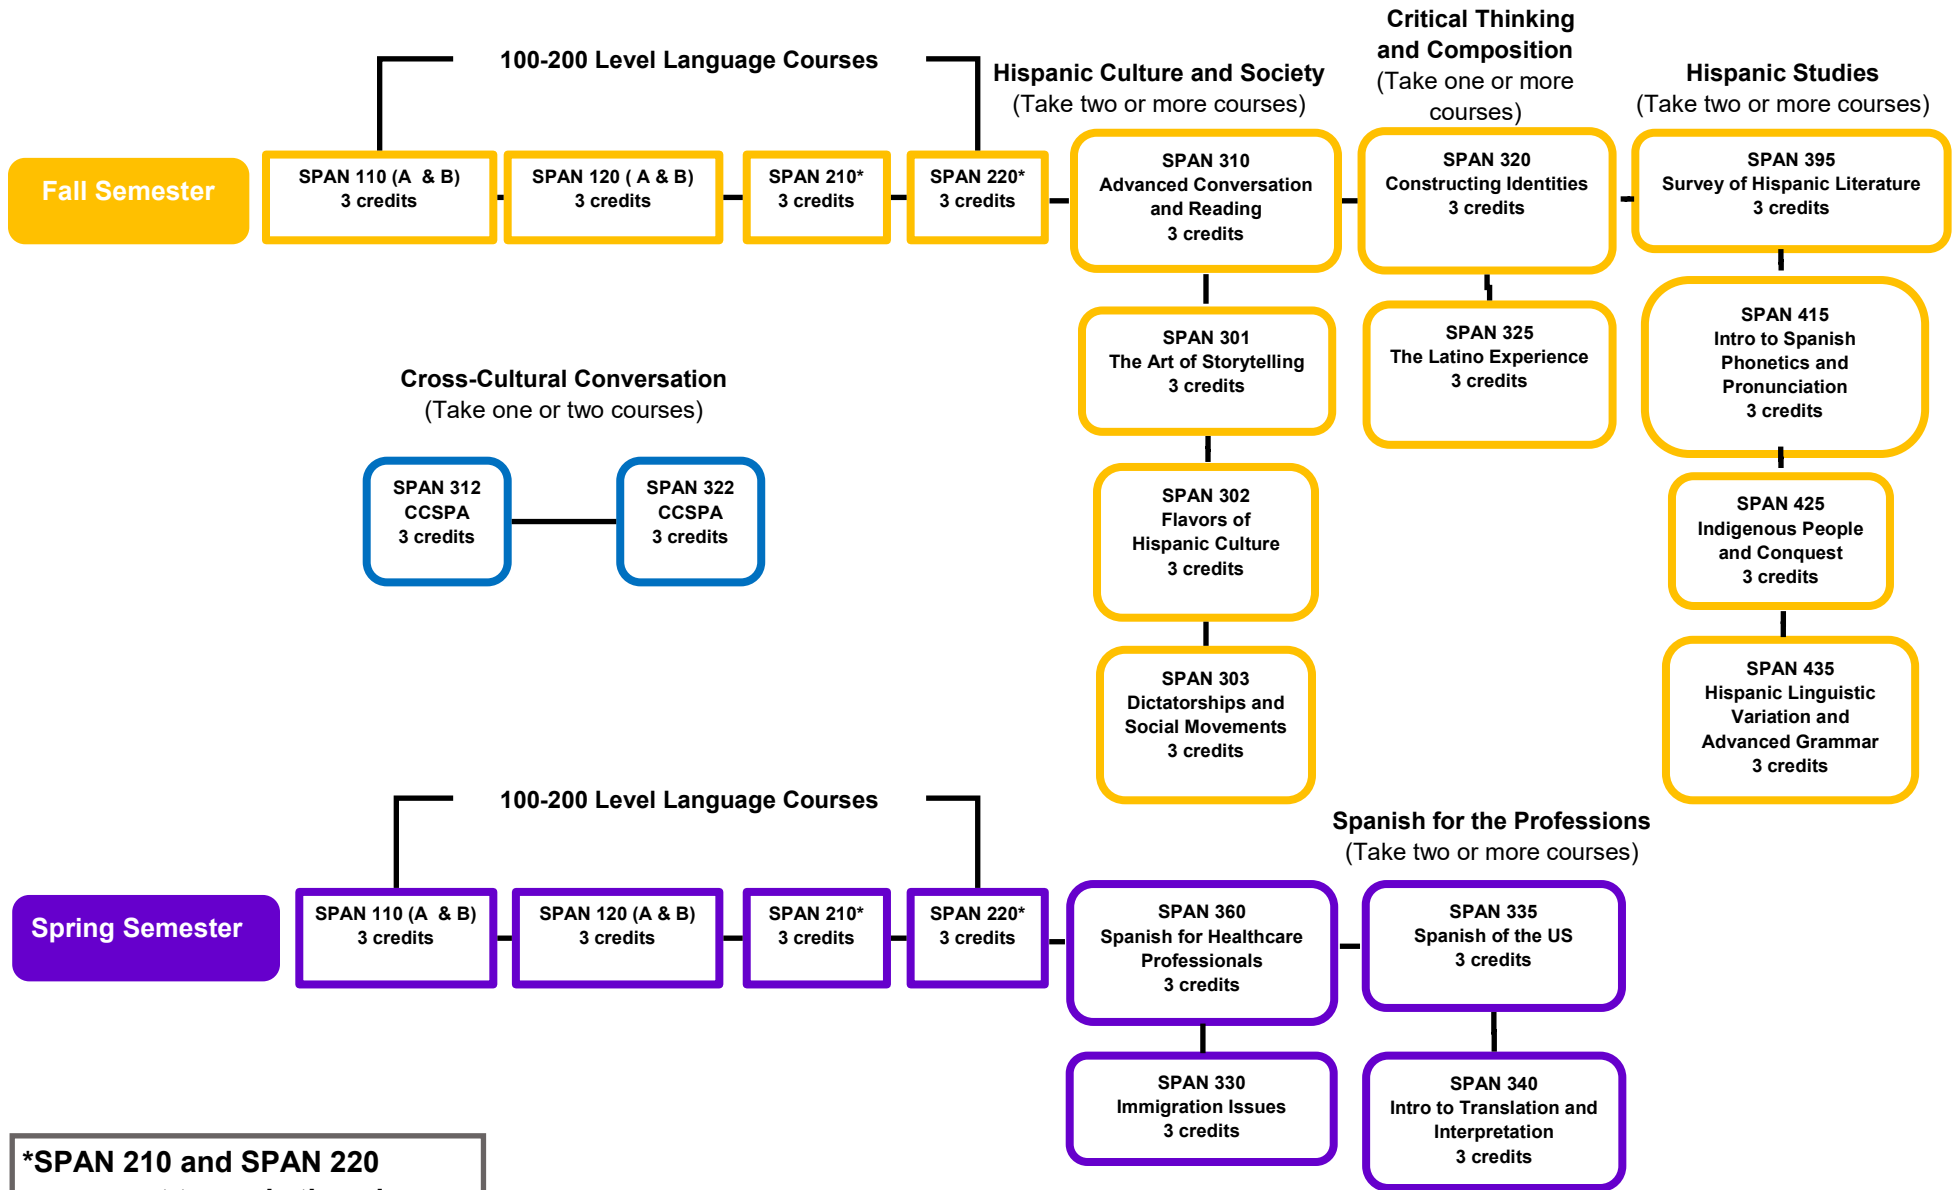 Critical Thinking
and Composition
(Take one or more
courses)
100-200 Level Language Courses
Hispanic Culture and Society
(Take two or more courses)
Hispanic Studies
(Take two or more courses)
Fall Semester
SPAN 110 (A & B)
3 credits
SPAN 120 ( A & B)
3 credits
SPAN 210*
3 credits
SPAN 220*
3 credits
SPAN 310
Advanced Conversation
and Reading
3 credits
SPAN 320
Constructing Identities
3 credits
SPAN 395
Survey of Hispanic Literature
3 credits
SPAN 301
The Art of Storytelling
3 credits
SPAN 325
The Latino Experience
3 credits
SPAN 415
Intro to Spanish
Phonetics and
Pronunciation
3 credits
Cross-Cultural Conversation
(Take one or two courses)
SPAN 312
CCSPA
3 credits
SPAN 322
CCSPA
3 credits
SPAN 302
Flavors of
Hispanic Culture
3 credits
SPAN 425
Indigenous People
and Conquest
3 credits
SPAN 303
Dictatorships and
Social Movements
3 credits
SPAN 435
Hispanic Linguistic
Variation and
Advanced Grammar
3 credits
100-200 Level Language Courses
Spanish for the Professions
(Take two or more courses)
Spring Semester
SPAN 110 (A & B)
3 credits
SPAN 120 (A & B)
3 credits
SPAN 210*
3 credits
SPAN 220*
3 credits
SPAN 360
Spanish for Healthcare
Professionals
3 credits
SPAN 335
Spanish of the US
3 credits
SPAN 330
Immigration Issues
3 credits
SPAN 340
Intro to Translation and
Interpretation
3 credits
*SPAN 210 and SPAN 220